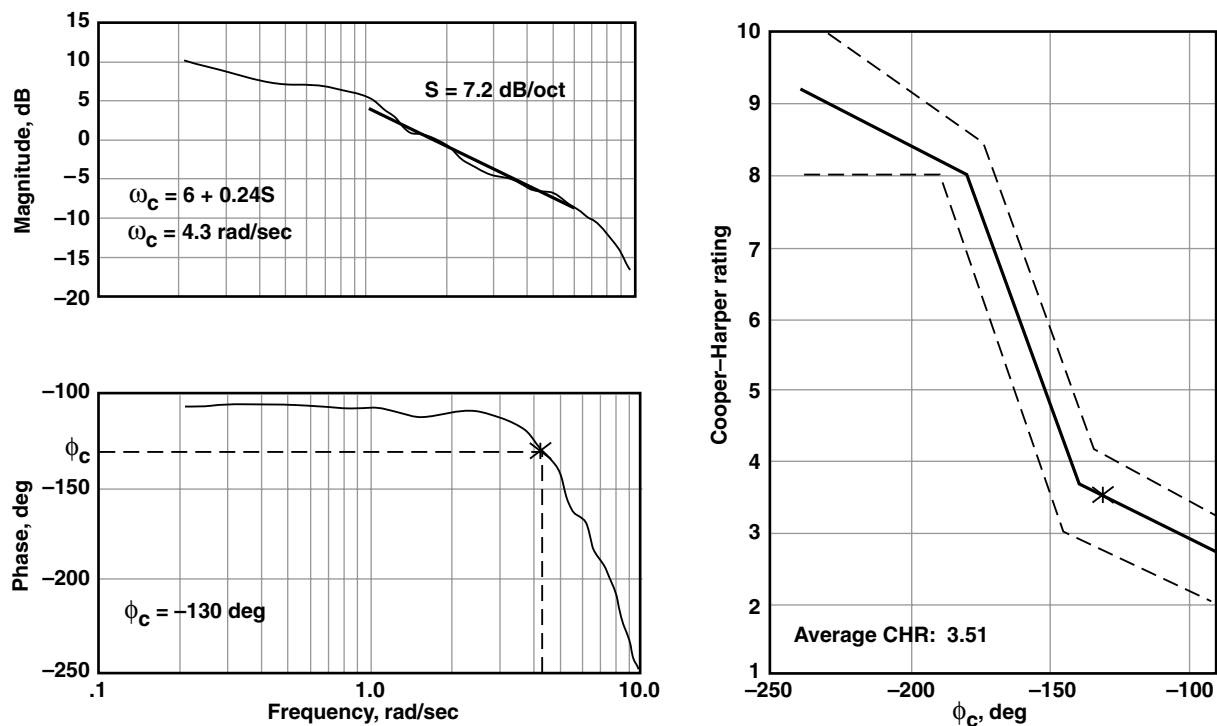 15
10
5
0
–5
–10
–15
–20
Magnitude, dB
S = 7.2 dB/oct
ωc = 6 + 0.24S
ωc = 4.3 rad/sec
–100
ϕc
–150
–200
–250
Phase, deg
ϕc = –130 deg
.1
1.0
10.0
Frequency, rad/sec
10
9
8
7
6
5
4
3
2
1
Cooper–Harper rating
Average CHR: 3.51
–250
–200
–150
–100
ϕc, deg